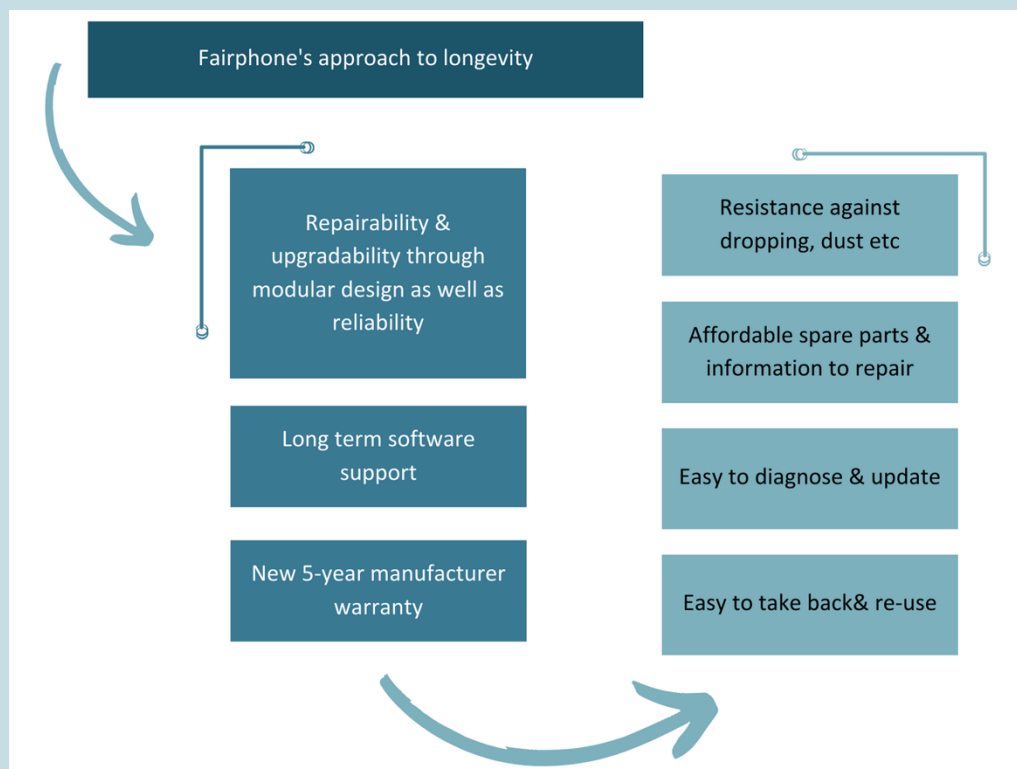 Fairphone's approach to longevity
Repairability &
upgradability through
modular design as well as
reliability
Long term software
support
New 5-year manufacturer
warranty
Resistance against
dropping, dust etc
Affordable spare parts &
information to repair
Easy to diagnose & update
Easy to take back& re-use